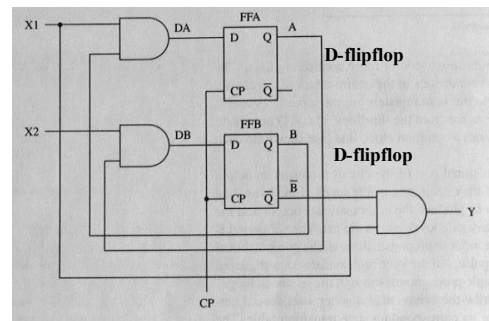 X1
DA
FFA
A
D Q
D-flipflop
CP Q̅
X2
DB
FFB
B
D Q
D-flipflop
B̅
CP Q̅
Y
CP